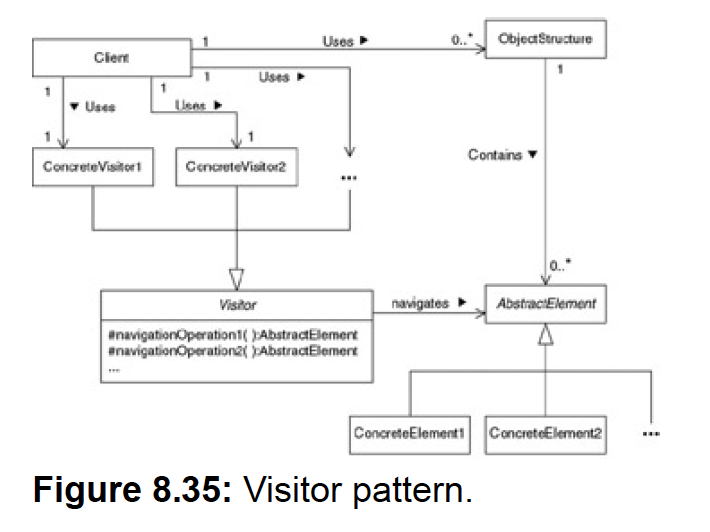 1 Uses ▶ 0..* ObjectStructure
Client
1 Uses ▶
1
1 ▼ Uses
1 Uses ▶
1 1
Contains ▼
ConcreteVisitor1 ConcreteVisitor2 ...
0..*
Visitor
navigates ▶ AbstractElement
#navigationOperation1( ):AbstractElement
#navigationOperation2( ):AbstractElement
...
ConcreteElement1 ConcreteElement2 ...
Figure 8.35: Visitor pattern.